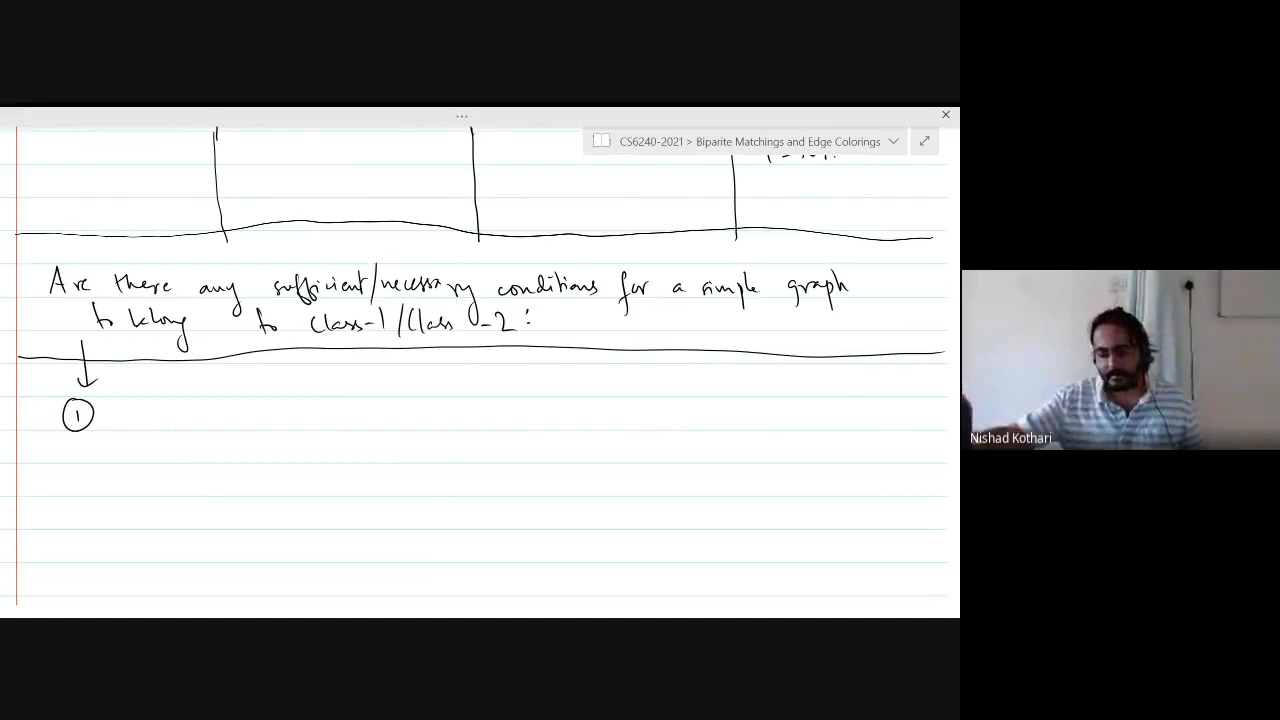 CS6240-2021 > Biparite Matchings and Edge Colorings
Are there any sufficient/necessary conditions for a simple graph
to belong to Class-1/Class-2?
1
Nishad Kothari